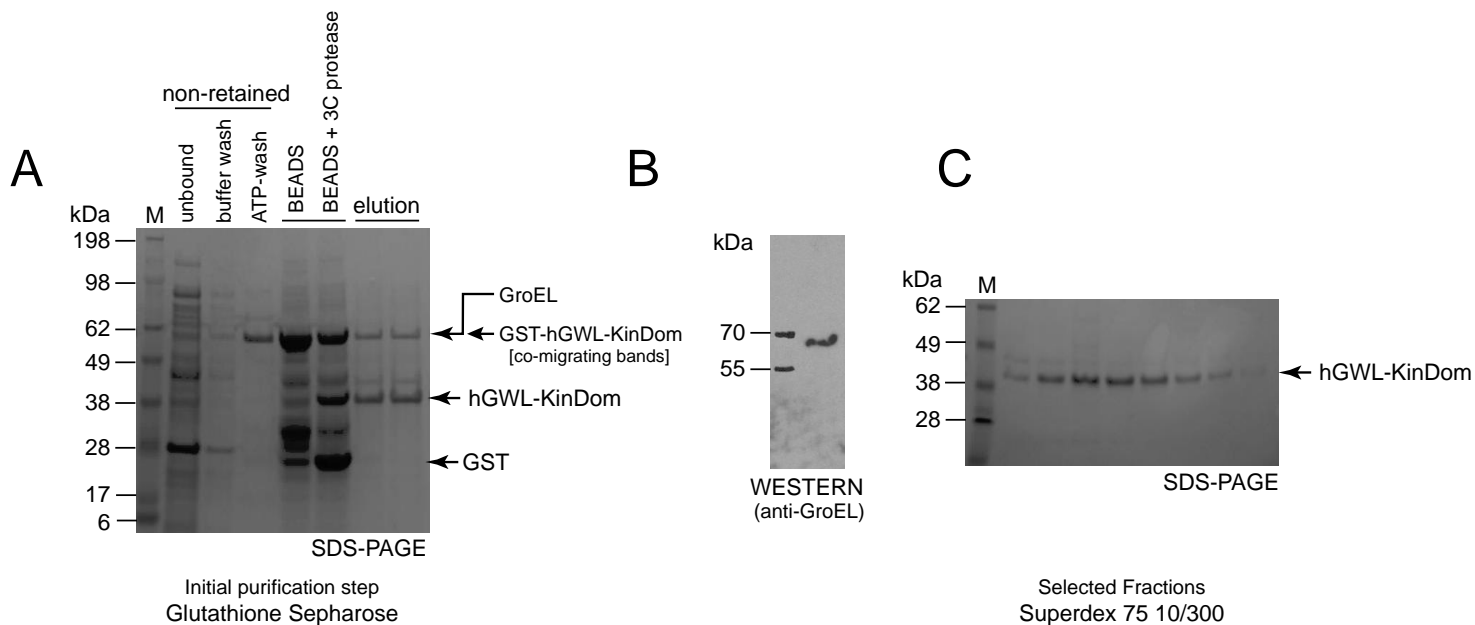 A
non-retained
unbound
buffer wash
ATP-wash
BEADS
BEADS + 3C protease
elution
kDa
M
198
98
62
49
38
28
17
6
GroEL
GST-hGWL-KinDom
[co-migrating bands]
hGWL-KinDom
GST
SDS-PAGE
Initial purification step
Glutathione Sepharose
B
kDa
70
55
WESTERN
(anti-GroEL)
C
kDa
M
62
49
38
28
hGWL-KinDom
SDS-PAGE
Selected Fractions
Superdex 75 10/300